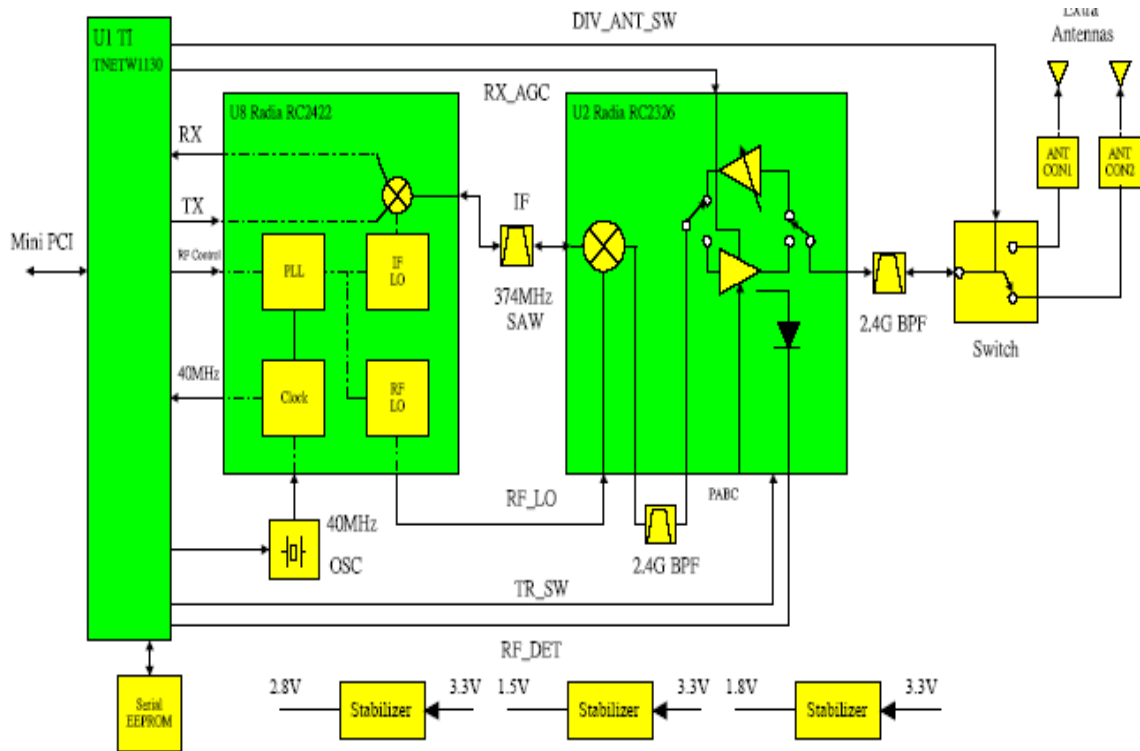 DIV_ANT_SW
Extra
Antennas
U1 TI
TNETW1130
RX_AGC
U8 Radia RC2422
U2 Radia RC2326
RX
ANT
CON1
ANT
CON2
TX
IF
Mini PCI
RF Control
PLL
IF
LO
374MHz
SAW
2.4G BPF
Switch
40MHz
Clock
RF
LO
RF_LO
PABC
40MHz
OSC
2.4G BPF
TR_SW
RF_DET
Serial
EEPROM
2.8V
Stabilizer
3.3V
1.5V
Stabilizer
3.3V
1.8V
Stabilizer
3.3V